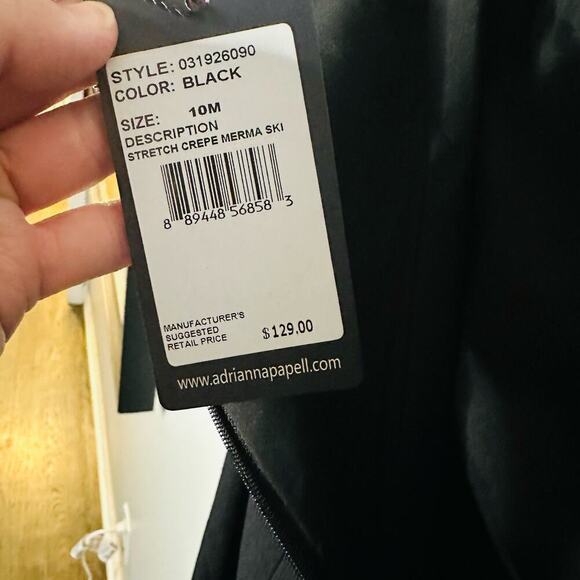 STYLE: 031926090
COLOR: BLACK
SIZE: 10M
DESCRIPTION
STRETCH CREPE MERMA SKI
8 89448 56858 3
MANUFACTURER'S
SUGGESTED
RETAIL PRICE $129.00
www.adriannapapell.com